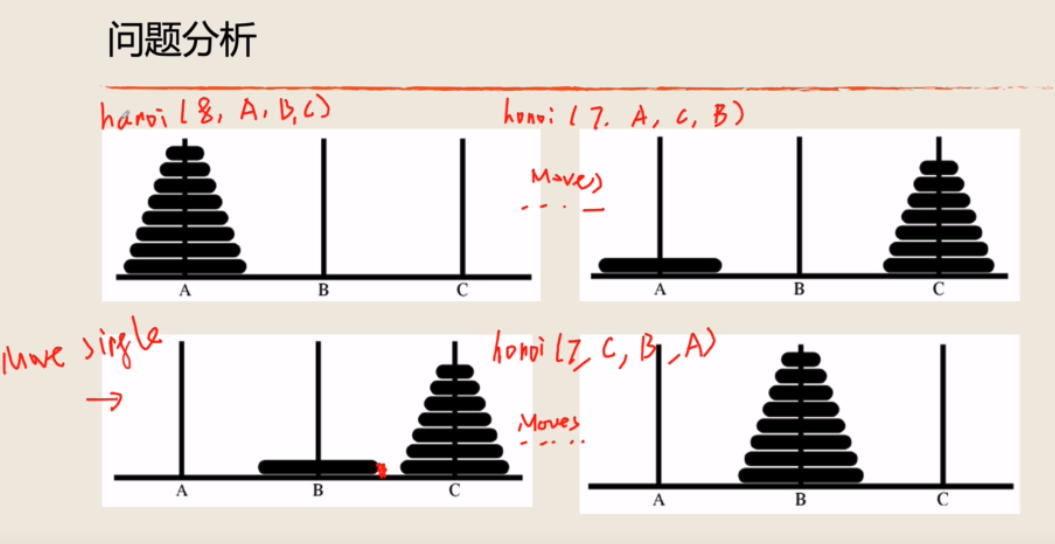 问题分析
hanoi (8, A, B, C)
hanoi (7, A, C, B)
Moves
A B C
A B C
Move single
hanoi (7, C, B, A)
Moves
A B C
A B C